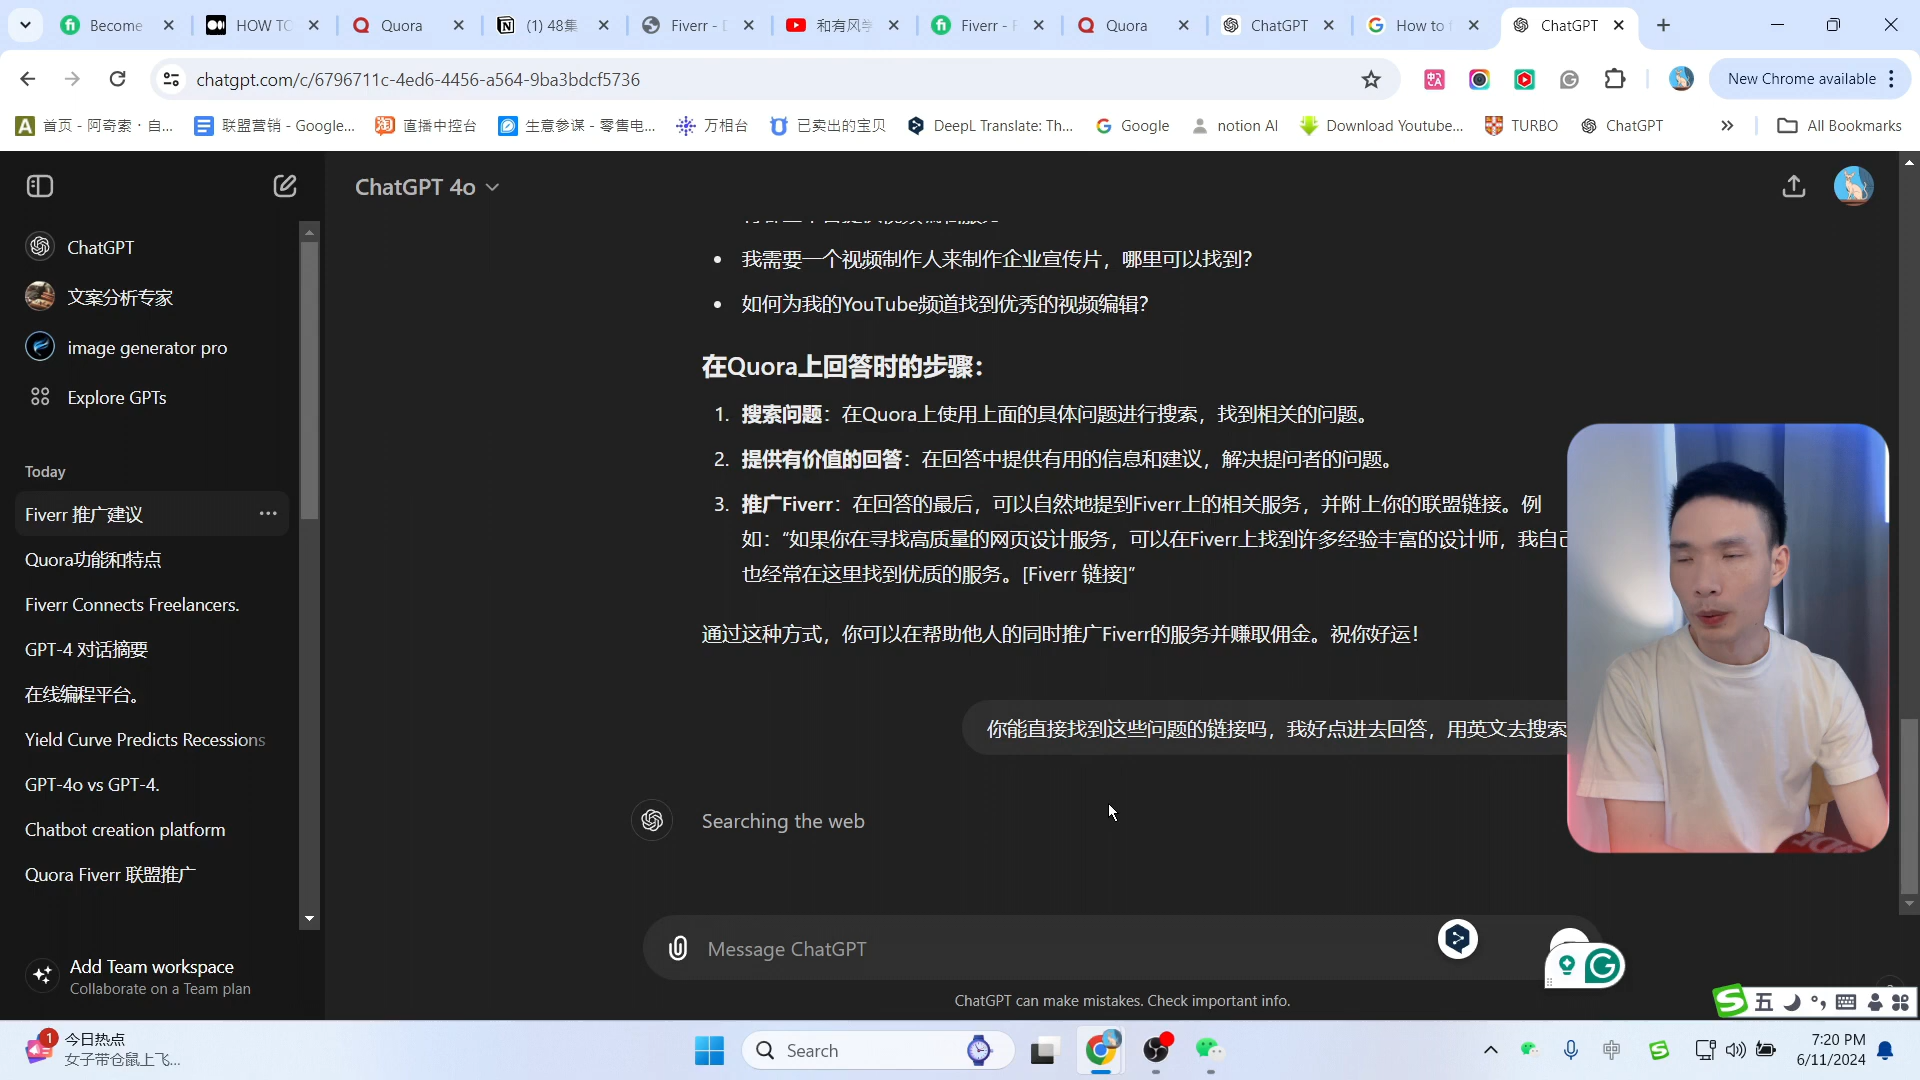 Become
HOW TO
Quora
(1) 48集
Fiverr - D
和有风学
Fiverr - F
Quora
ChatGPT
How to
ChatGPT
chatgpt.com/c/6796711c-4ed6-4456-a564-9ba3bdcf5736
New Chrome available
首页 - 阿奇索 · 自...
联盟营销 - Google...
直播中控台
生意参谋 - 零售电...
万相台
已卖出的宝贝
DeepL Translate: Th...
Google
notion AI
Download Youtube...
TURBO
ChatGPT
All Bookmarks
ChatGPT 4o
ChatGPT
文案分析专家
image generator pro
Explore GPTs
Today
Fiverr 推广建议
Quora功能和特点
Fiverr Connects Freelancers.
GPT-4 对话摘要
在线编程平台。
Yield Curve Predicts Recessions
GPT-4o vs GPT-4.
Chatbot creation platform
Quora Fiverr 联盟推广
Add Team workspace
Collaborate on a Team plan
我需要一个视频制作人来制作企业宣传片，哪里可以找到？
如何为我的YouTube频道找到优秀的视频编辑？
在Quora上回答时的步骤：
1. 搜索问题：在Quora上使用上面的具体问题进行搜索，找到相关的问题。
2. 提供有价值的回答：在回答中提供有用的信息和建议，解决提问者的问题。
3. 推广Fiverr：在回答的最后，可以自然地提到Fiverr上的相关服务，并附上你的联盟链接。例
如：“如果你在寻找高质量的网页设计服务，可以在Fiverr上找到许多经验丰富的设计师，我自己
也经常在这里找到优质的服务。[Fiverr 链接]”
通过这种方式，你可以在帮助他人的同时推广Fiverr的服务并赚取佣金。祝你好运！
你能直接找到这些问题的链接吗，我好点进去回答，用英文去搜索
Searching the web
Message ChatGPT
ChatGPT can make mistakes. Check important info.
五
1
今日热点
女子带仓鼠上飞...
Search
中
7:20 PM
6/11/2024